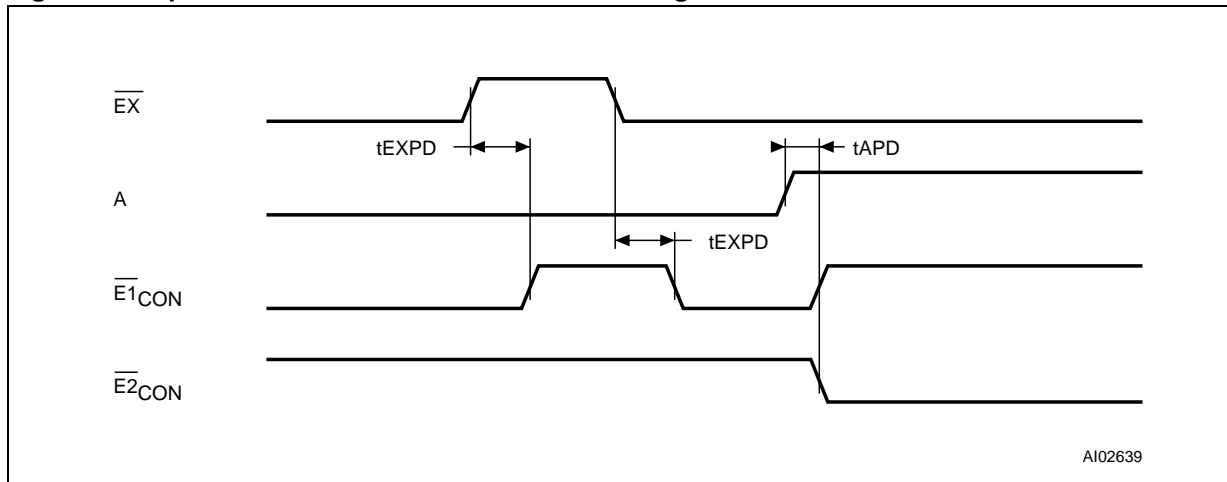 EX
tEXPD
tAPD
A
tEXPD
E1CON
E2CON
AI02639